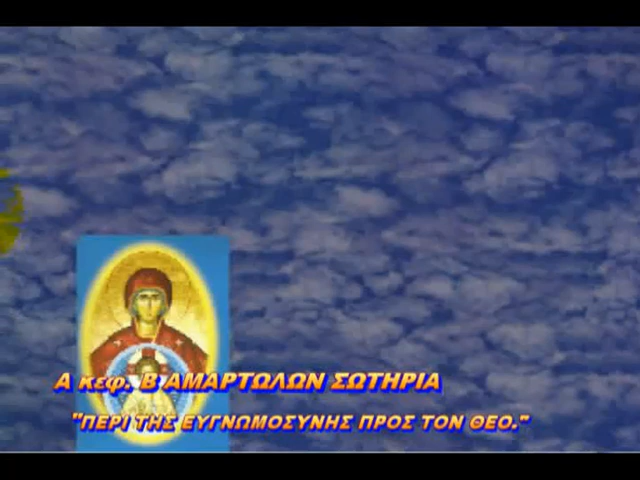 Α κεφ. Β ΑΜΑΡΤΩΛΩΝ ΣΩΤΗΡΙΑ
"ΠΕΡΙ ΤΗΣ ΕΥΓΝΩΜΟΣΥΝΗΣ ΠΡΟΣ ΤΟΝ ΘΕΟ."